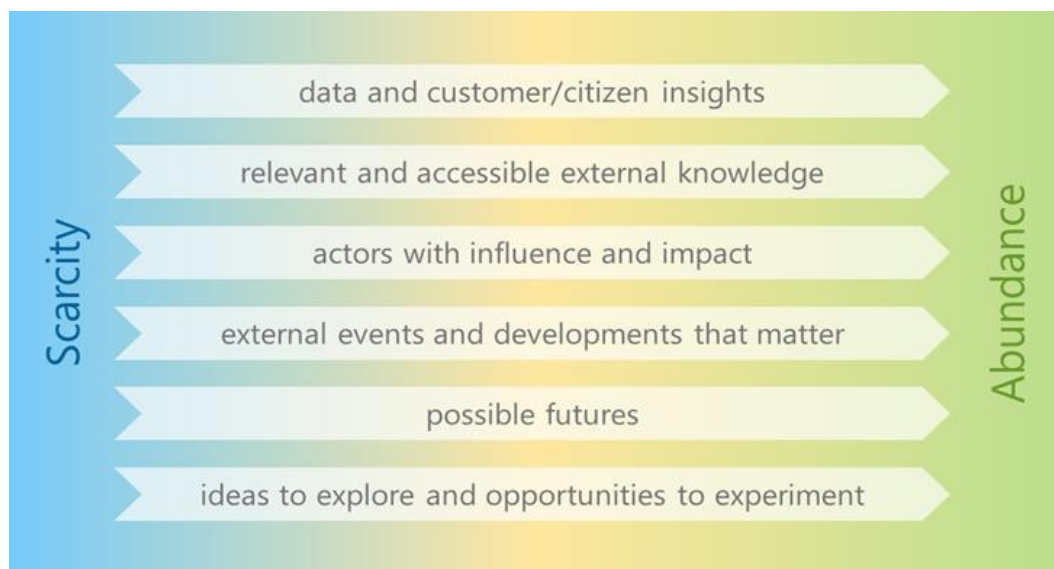 Scarcity
data and customer/citizen insights
relevant and accessible external knowledge
actors with influence and impact
external events and developments that matter
possible futures
ideas to explore and opportunities to experiment
Abundance